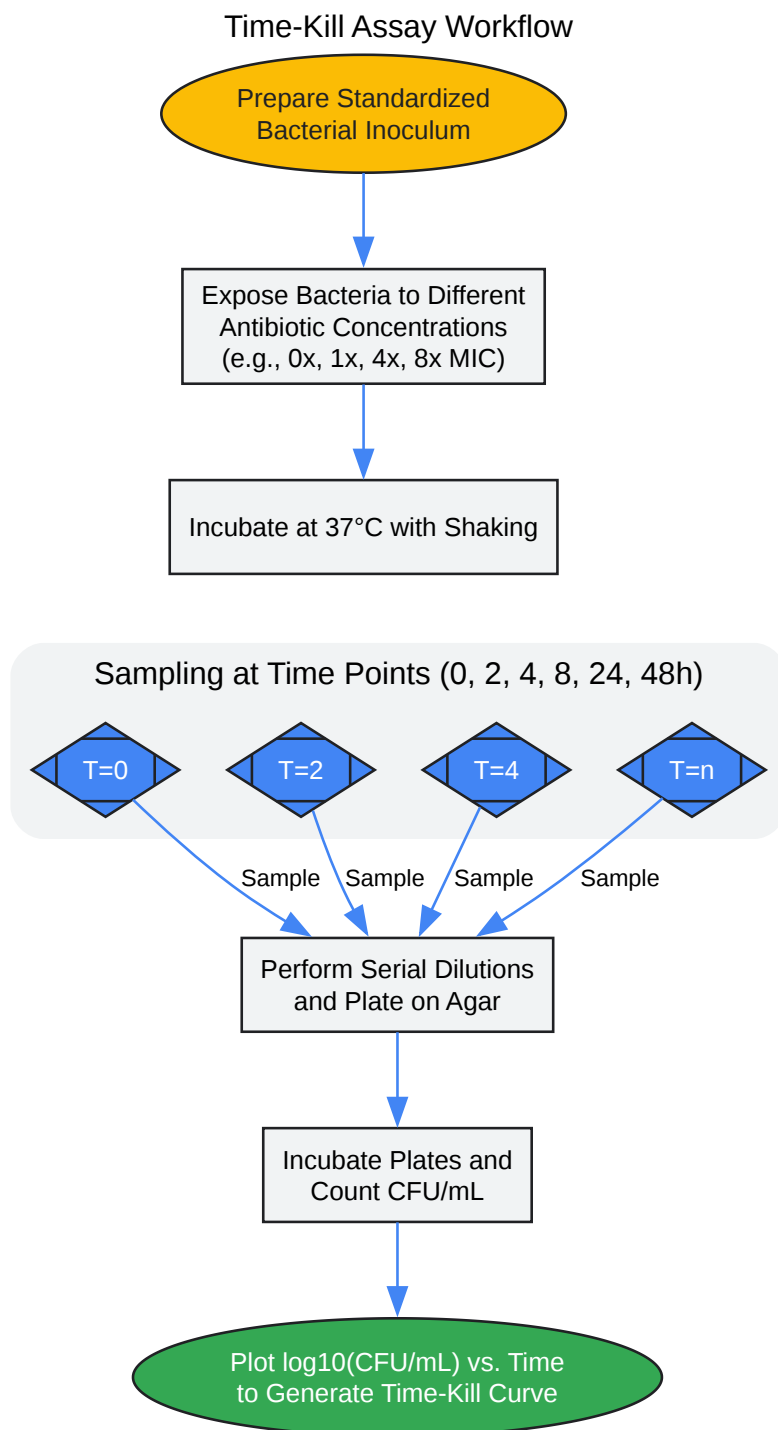 Time-Kill Assay Workflow
Prepare Standardized
Bacterial Inoculum
Expose Bacteria to Different
Antibiotic Concentrations
(e.g., 0x, 1x, 4x, 8x MIC)
Incubate at 37°C with Shaking
Sampling at Time Points (0, 2, 4, 8, 24, 48h)
T=0
T=2
T=4
T=n
Sample
Sample
Sample
Sample
Perform Serial Dilutions
and Plate on Agar
Incubate Plates and
Count CFU/mL
Plot log10(CFU/mL) vs. Time
to Generate Time-Kill Curve